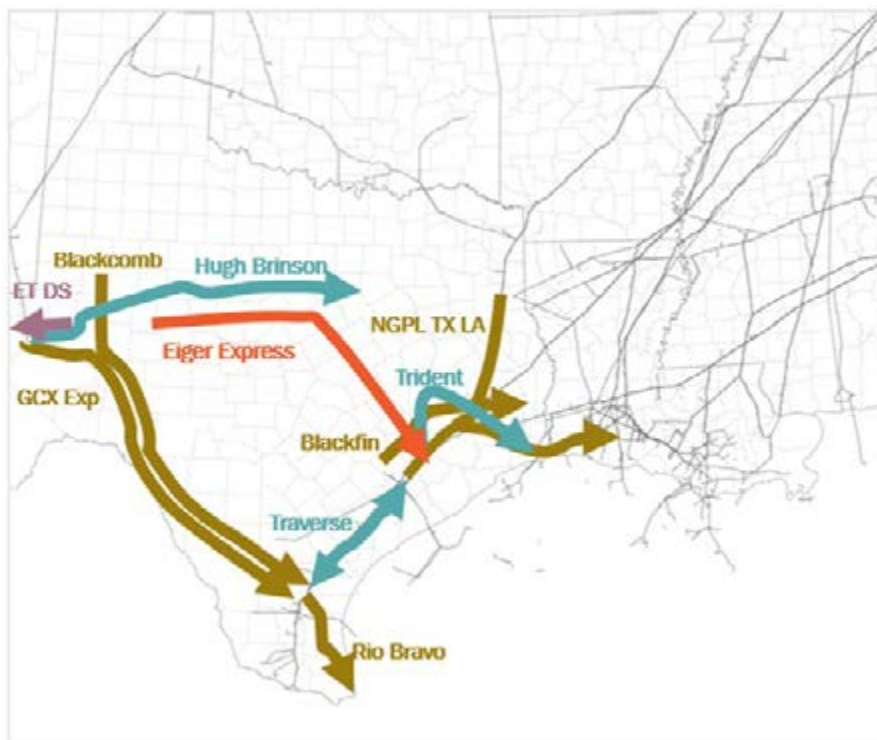 Blackcomb
Hugh Brinson
ET DS
NGPL TX LA
Eiger Express
Trident
GCX Exp
Blackfin
Traverse
Rio Bravo